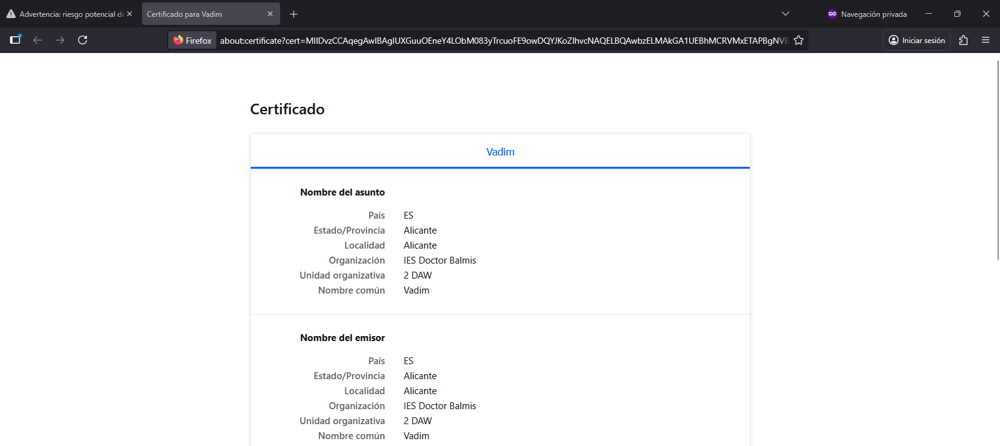 Advertencia: riesgo potencial de
Certificado para Vadim
Navegación privada
Firefox
about:certificate?cert=MIIDvzCCAqegAwIBAgIUXGuuOEneY4LObM083yTrcuoFE9owDQYJKoZIhvcNAQELBQAwbzELMAkGA1UEBhMCRVMxETAPBgNVB
Iniciar sesión
Certificado
Vadim
Nombre del asunto
País ES
Estado/Provincia Alicante
Localidad Alicante
Organización IES Doctor Balmis
Unidad organizativa 2 DAW
Nombre común Vadim
Nombre del emisor
País ES
Estado/Provincia Alicante
Localidad Alicante
Organización IES Doctor Balmis
Unidad organizativa 2 DAW
Nombre común Vadim